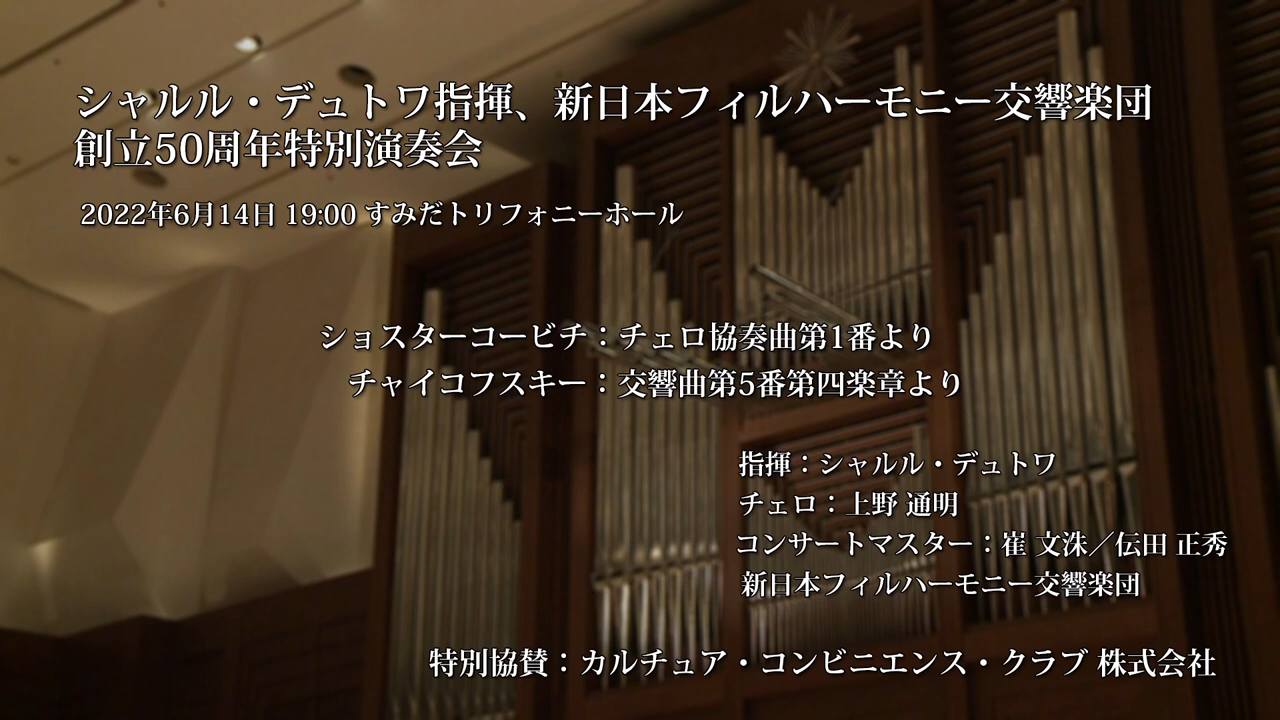 シャルル・デュトワ指揮、新日本フィルハーモニー交響楽団
創立50周年特別演奏会
2022年6月14日 19:00 すみだトリフォニーホール
ショスターコービチ：チェロ協奏曲第1番より
チャイコフスキー：交響曲第5番第四楽章より
指揮：シャルル・デュトワ
チェロ：上野 通明
コンサートマスター：崔 文洙／伝田 正秀
新日本フィルハーモニー交響楽団
特別協賛：カルチュア・コンビニエンス・クラブ 株式会社